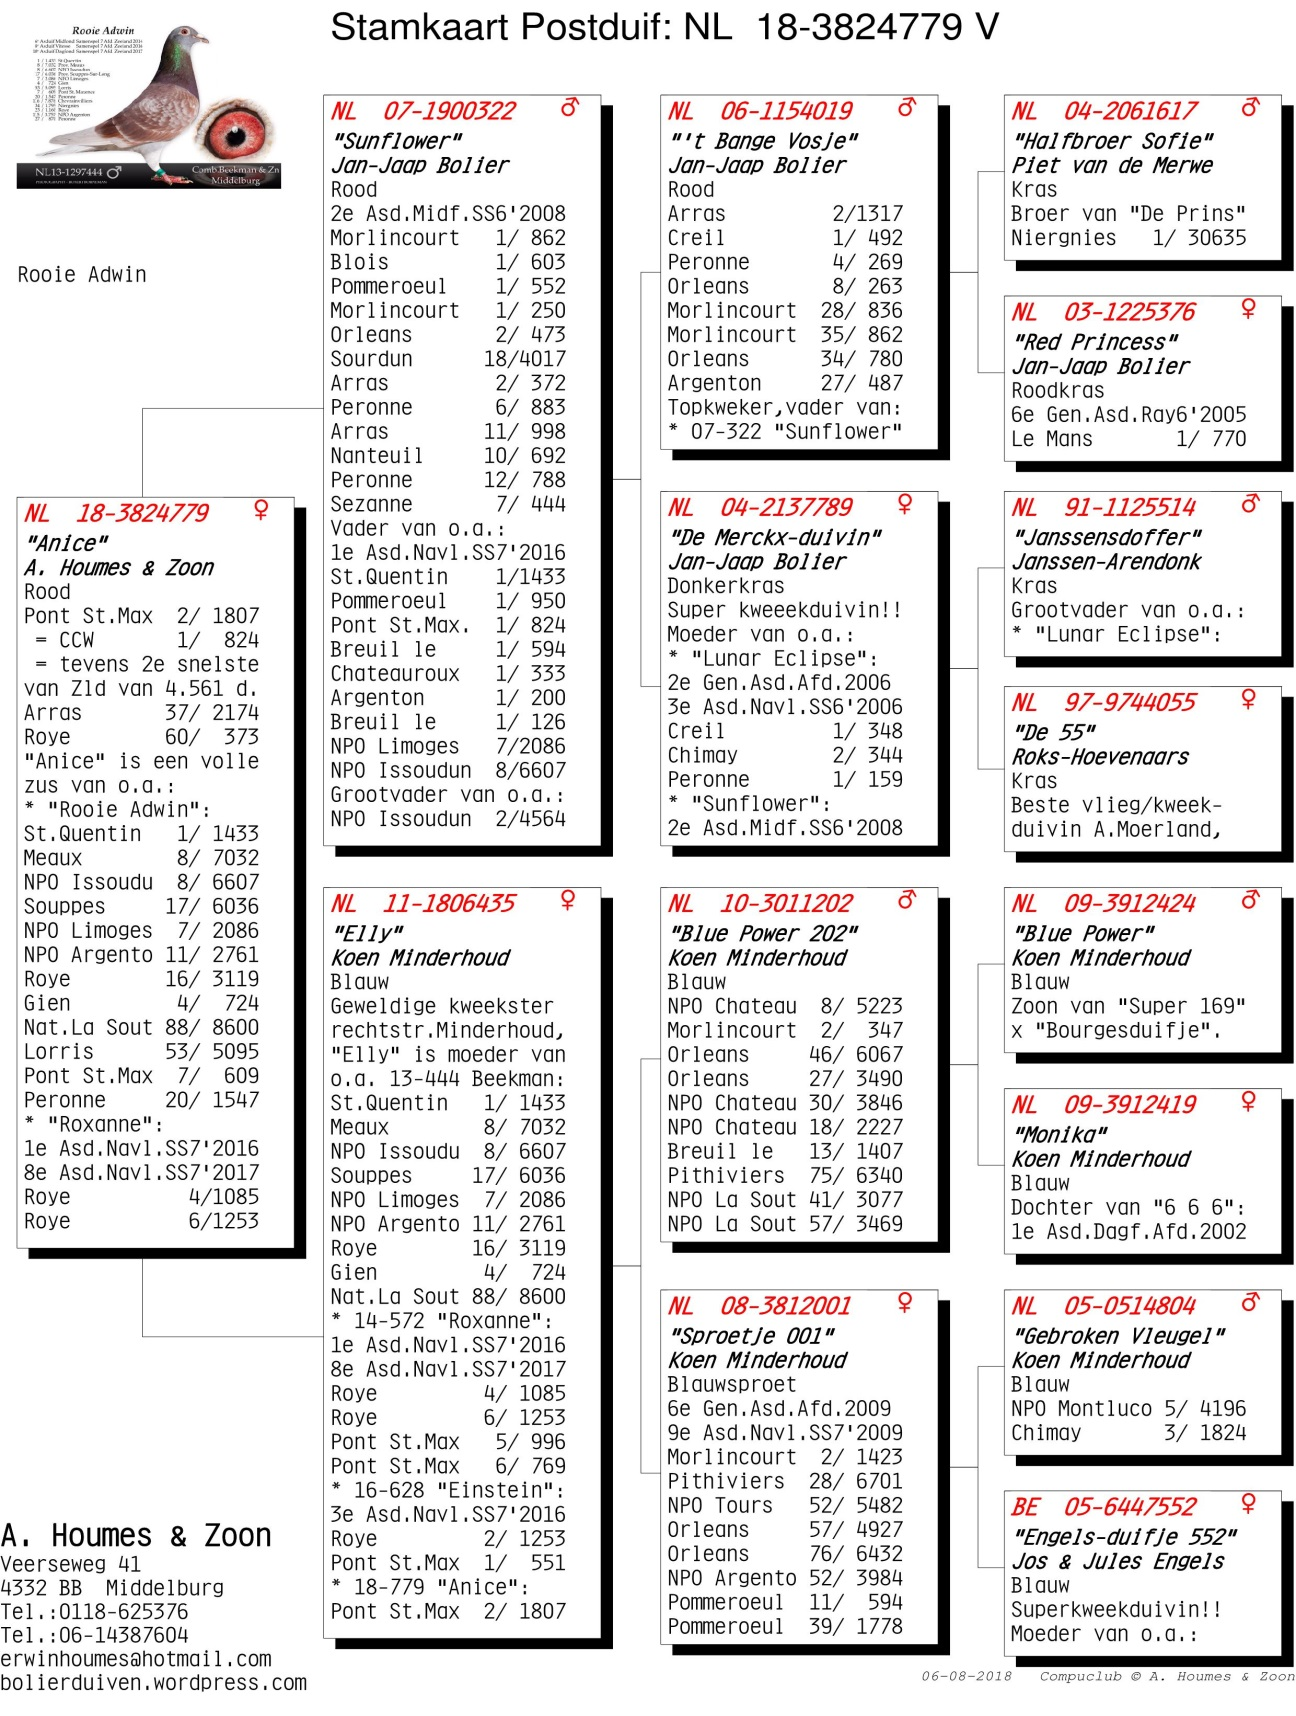 Stamkaart Postduif: NL 18-3824779 V
Rooie Adwin
NL13-1297444 ♂
Comb.Beekman & Zn
Middelburg
Rooie Adwin
NL 18-3824779 ♀
"Anice"
A. Houmes & Zoon
Rood
Pont St.Max 2/ 1807
= CCW 1/ 824
= tevens 2e snelste
van Zld van 4.561 d.
Arras 37/ 2174
Roye 60/ 373
"Anice" is een volle
zus van o.a.:
* "Rooie Adwin":
St.Quentin 1/ 1433
Meaux 8/ 7032
NPO Issoudu 8/ 6607
Souppes 17/ 6036
NPO Limoges 7/ 2086
NPO Argento 11/ 2761
Roye 16/ 3119
Gien 4/ 724
Nat.La Sout 88/ 8600
Lorris 53/ 5095
Pont St.Max 7/ 609
Peronne 20/ 1547
* "Roxanne":
1e Asd.Navl.SS7'2016
8e Asd.Navl.SS7'2017
Roye 4/1085
Roye 6/1253
NL 07-1900322 ♂
"Sunflower"
Jan-Jaap Bolier
Rood
2e Asd.Midf.SS6'2008
Morlincourt 1/ 862
Blois 1/ 603
Pommeroeul 1/ 552
Morlincourt 1/ 250
Orleans 2/ 473
Sourdun 18/4017
Arras 2/ 372
Peronne 6/ 883
Arras 11/ 998
Nanteuil 10/ 692
Peronne 12/ 788
Sezanne 7/ 444
Vader van o.a.:
1e Asd.Navl.SS7'2016
St.Quentin 1/1433
Pommeroeul 1/ 950
Pont St.Max. 1/ 824
Breuil le 1/ 594
Chateauroux 1/ 333
Argenton 1/ 200
Breuil le 1/ 126
NPO Limoges 7/2086
NPO Issoudun 8/6607
Grootvader van o.a.:
NPO Issoudun 2/4564
NL 11-1806435 ♀
"Elly"
Koen Minderhoud
Blauw
Geweldige kweekster
rechtstr.Minderhoud,
"Elly" is moeder van
o.a. 13-444 Beekman:
St.Quentin 1/ 1433
Meaux 8/ 7032
NPO Issoudu 8/ 6607
Souppes 17/ 6036
NPO Limoges 7/ 2086
NPO Argento 11/ 2761
Roye 16/ 3119
Gien 4/ 724
Nat.La Sout 88/ 8600
* 14-572 "Roxanne":
1e Asd.Navl.SS7'2016
8e Asd.Navl.SS7'2017
Roye 4/ 1085
Roye 6/ 1253
Pont St.Max 5/ 996
Pont St.Max 6/ 769
* 16-628 "Einstein":
3e Asd.Navl.SS7'2016
Roye 2/ 1253
Pont St.Max 1/ 551
* 18-779 "Anice":
Pont St.Max 2/ 1807
NL 06-1154019 ♂
"'t Bange Vosje"
Jan-Jaap Bolier
Rood
Arras 2/1317
Creil 1/ 492
Peronne 4/ 269
Orleans 8/ 263
Morlincourt 28/ 836
Morlincourt 35/ 862
Orleans 34/ 780
Argenton 27/ 487
Topkweker,vader van:
* 07-322 "Sunflower"
NL 04-2137789 ♀
"De Merckx-duivin"
Jan-Jaap Bolier
Donkerkras
Super kweeekduivin!!
Moeder van o.a.:
* "Lunar Eclipse":
2e Gen.Asd.Afd.2006
3e Asd.Navl.SS6'2006
Creil 1/ 348
Chimay 2/ 344
Peronne 1/ 159
* "Sunflower":
2e Asd.Midf.SS6'2008
NL 10-3011202 ♂
"Blue Power 202"
Koen Minderhoud
Blauw
NPO Chateau 8/ 5223
Morlincourt 2/ 347
Orleans 46/ 6067
Orleans 27/ 3490
NPO Chateau 30/ 3846
NPO Chateau 18/ 2227
Breuil le 13/ 1407
Pithiviers 75/ 6340
NPO La Sout 41/ 3077
NPO La Sout 57/ 3469
NL 08-3812001 ♀
"Sproetje 001"
Koen Minderhoud
Blauwsproet
6e Gen.Asd.Afd.2009
9e Asd.Navl.SS7'2009
Morlincourt 2/ 1423
Pithiviers 28/ 6701
NPO Tours 52/ 5482
Orleans 57/ 4927
Orleans 76/ 6432
NPO Argento 52/ 3984
Pommeroeul 11/ 594
Pommeroeul 39/ 1778
NL 04-2061617 ♂
"Halfbroer Sofie"
Piet van de Merwe
Kras
Broer van "De Prins"
Niergnies 1/ 30635
NL 03-1225376 ♀
"Red Princess"
Jan-Jaap Bolier
Roodkras
6e Gen.Asd.Ray6'2005
Le Mans 1/ 770
NL 91-1125514 ♂
"Janssensdoffer"
Janssen-Arendonk
Kras
Grootvader van o.a.:
* "Lunar Eclipse":
NL 97-9744055 ♀
"De 55"
Roks-Hoevenaars
Kras
Beste vlieg/kweek-
duivin A.Moerland,
NL 09-3912424 ♂
"Blue Power"
Koen Minderhoud
Blauw
Zoon van "Super 169"
x "Bourgesduifje".
NL 09-3912419 ♀
"Monika"
Koen Minderhoud
Blauw
Dochter van "6 6 6":
1e Asd.Dagf.Afd.2002
NL 05-0514804 ♂
"Gebroken Vleugel"
Koen Minderhoud
Blauw
NPO Montluco 5/ 4196
Chimay 3/ 1824
BE 05-6447552 ♀
"Engels-duifje 552"
Jos & Jules Engels
Blauw
Superkweekduivin!!
Moeder van o.a.:
A. Houmes & Zoon
Veerseweg 41
4332 BB Middelburg
Tel.:0118-625376
Tel.:06-14387604
erwinhoumes@hotmail.com
bolierduiven.wordpress.com
06-08-2018 Compuclub © A. Houmes & Zoon